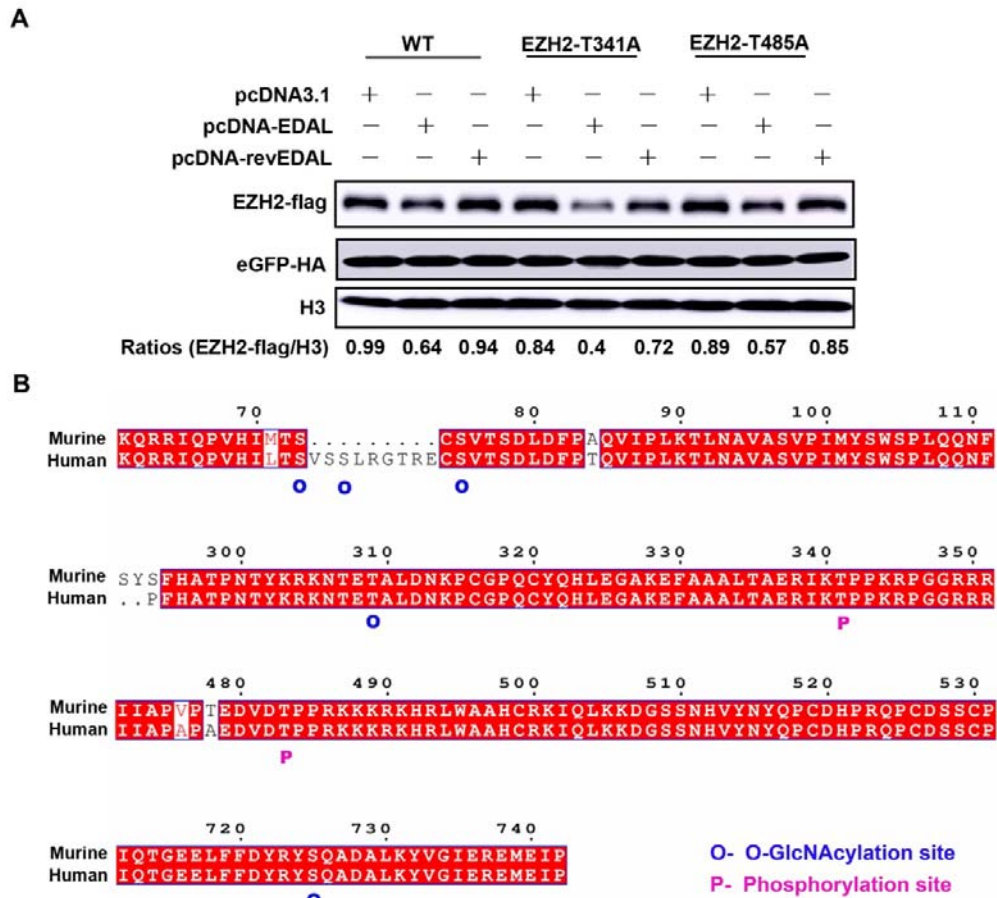 A
WT EZH2-T341A EZH2-T485A
pcDNA3.1 + — — + — — + — —
pcDNA-EDAL — + — — + — — + —
pcDNA-revEDAL — — + — — + — — +
EZH2-flag
eGFP-HA
H3
Ratios (EZH2-flag/H3) 0.99 0.64 0.94 0.84 0.4 0.72 0.89 0.57 0.85
B
70 80 90 100 110
Murine KQRRIQPVHIMTS.........CSVTSDLDFPAQVIPLKTLNAVASVPIMYSWSPLQQNF
Human KQRRIQPVHILTSVSSLRGTRECSVTSDLDFPTQVIPLKTLNAVASVPIMYSWSPLQQNF
O O O
300 310 320 330 340 350
Murine SYSFHATPNTYKRKNTETALDNKPCGPQCYQHLEGAKEFAAALTAERIKTPPKRPGGRRR
Human ..PFHATPNTYKRKNTETALDNKPCGPQCYQHLEGAKEFAAALTAERIKTPPKRPGGRRR
O P
480 490 500 510 520 530
Murine IIAPVPTEDVDTPPRKKKRKHRLWAAHCRKIQLKKDGSSNHVYNYQPCDHPRQPCDSSCP
Human IIAPAPAEDVDTPPRKKKRKHRLWAAHCRKIQLKKDGSSNHVYNYQPCDHPRQPCDSSCP
P
720 730 740
Murine IQTGEELFFDYRYSQADALKYVGIEREMEIP
Human IQTGEELFFDYRYSQADALKYVGIEREMEIP
O
O- O-GlcNAcylation site
P- Phosphorylation site